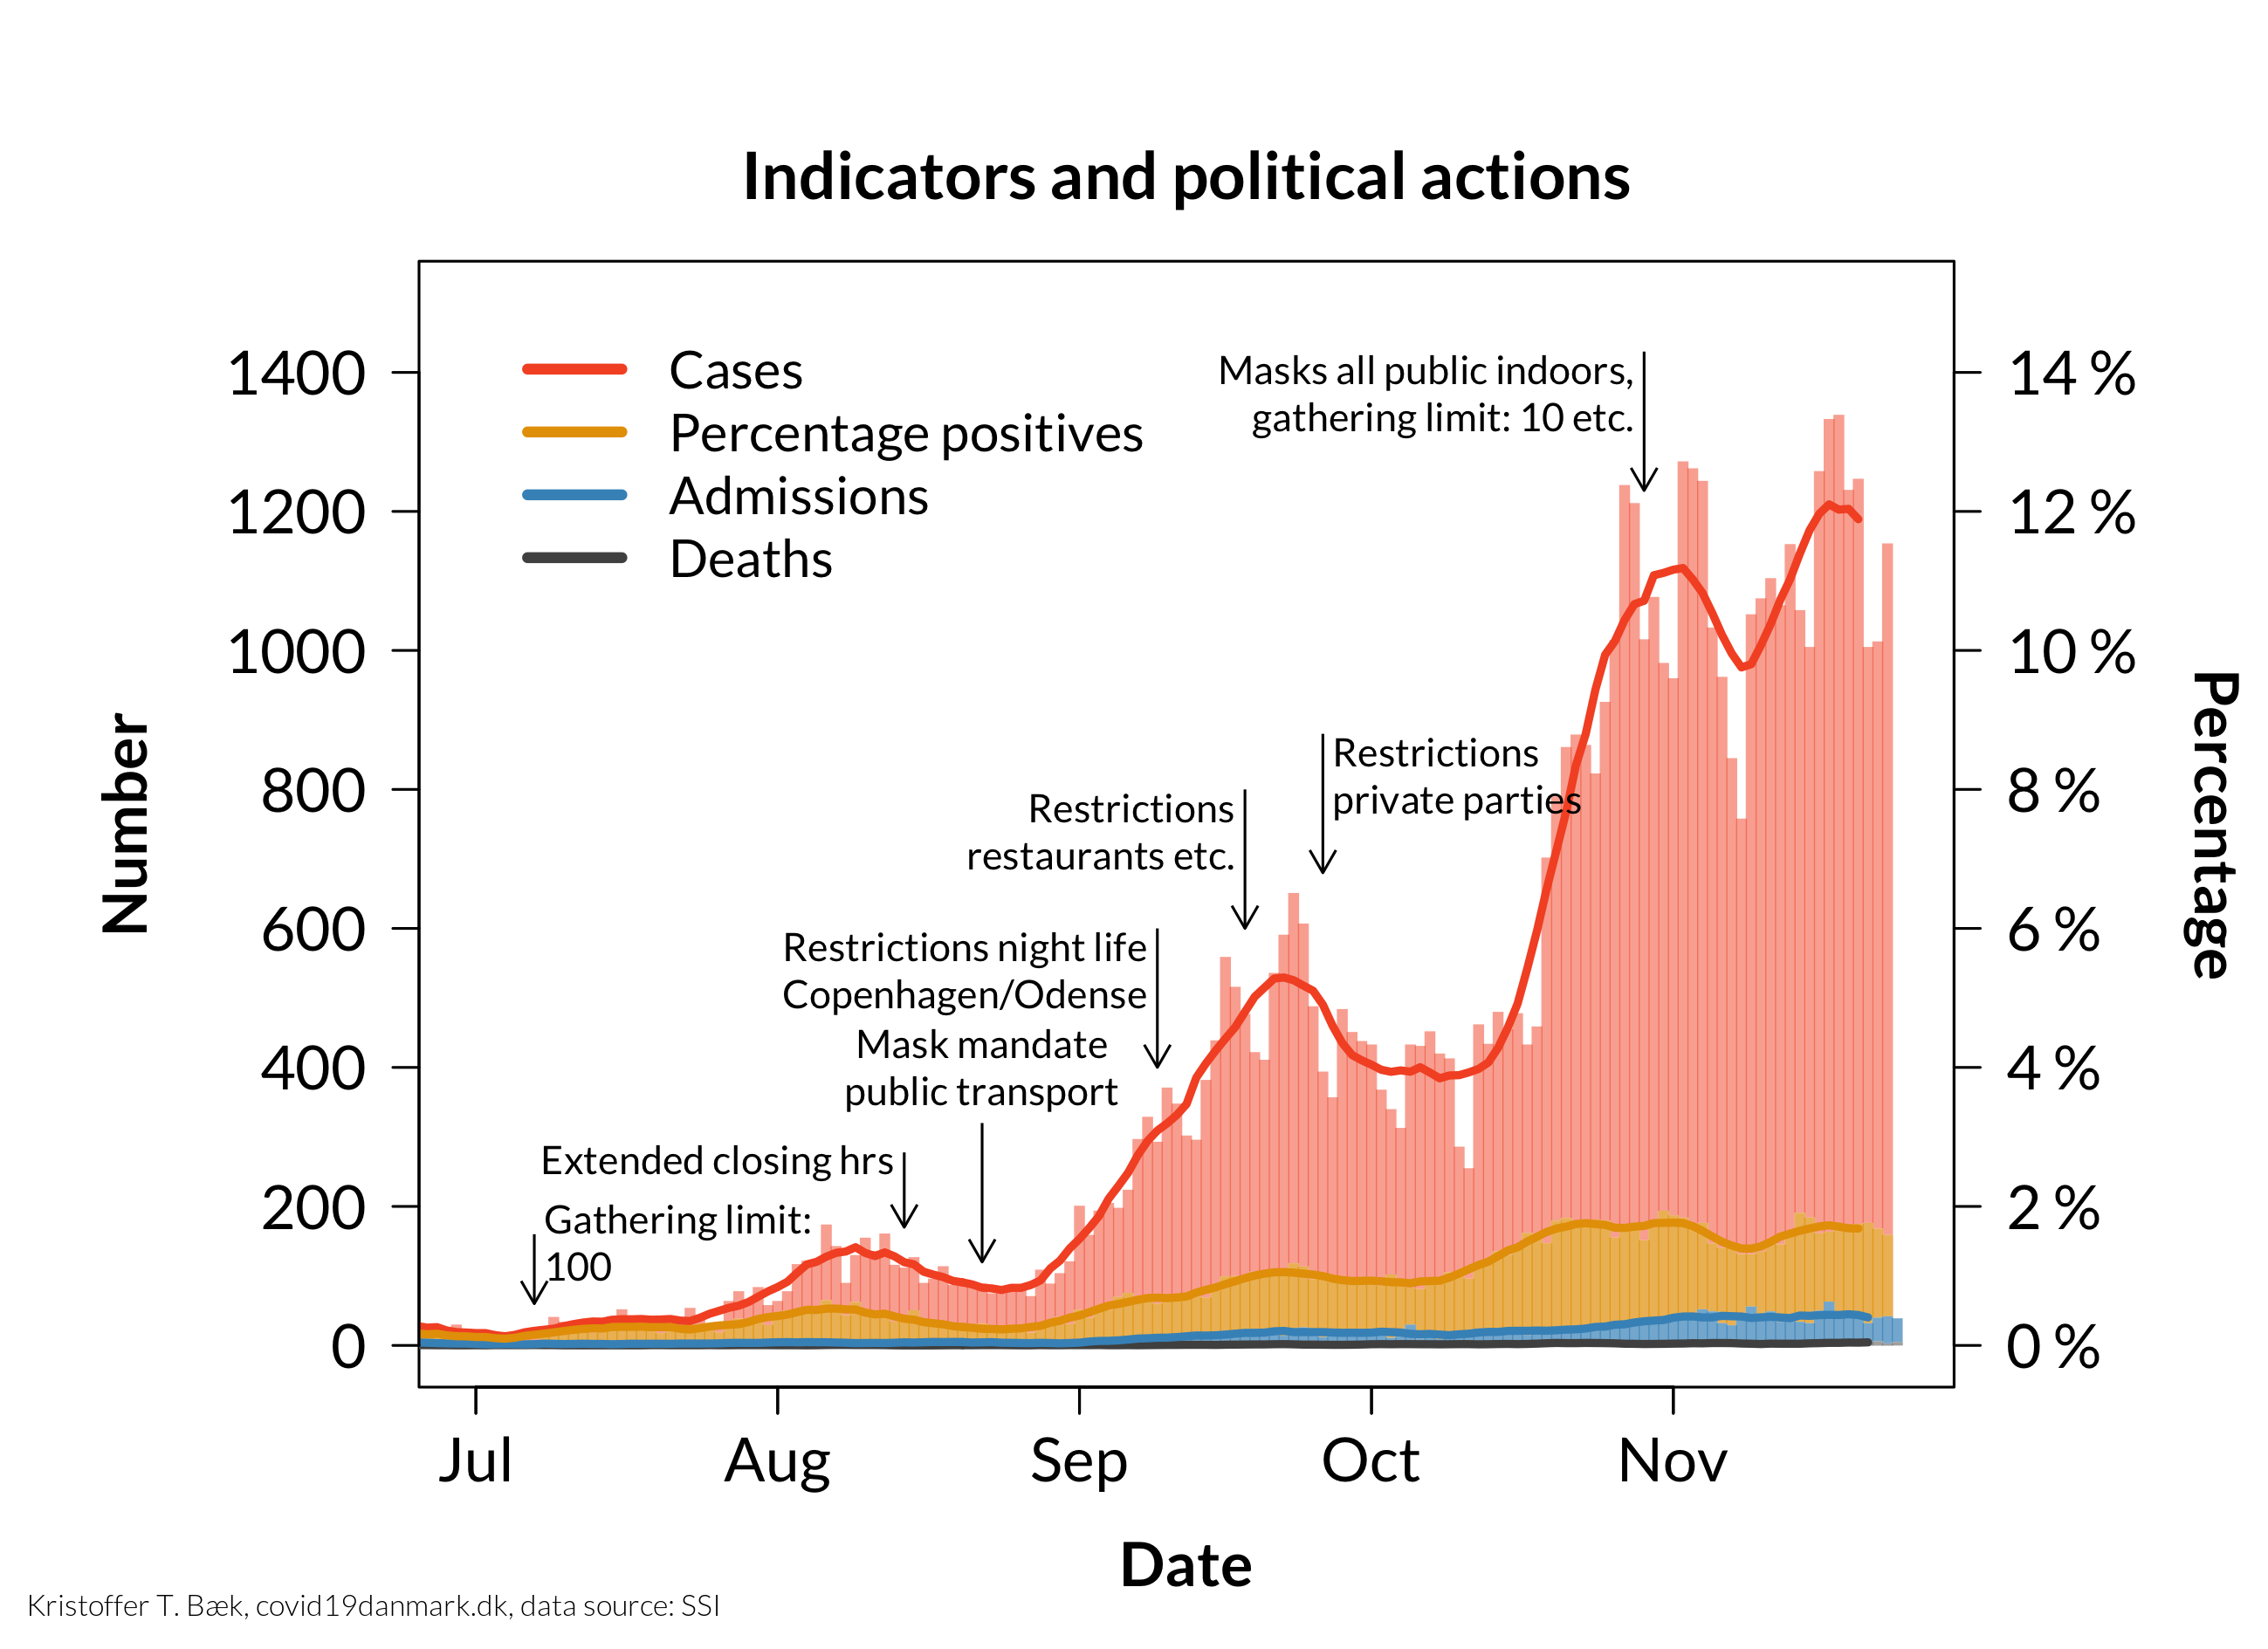 Indicators and political actions
Cases
Percentage positives
Admissions
Deaths
Masks all public indoors,
gathering limit: 10 etc.
Restrictions
private parties
Restrictions
restaurants etc.
Restrictions night life
Copenhagen/Odense
Mask mandate
public transport
Extended closing hrs
Gathering limit:
100
Number
1400
1200
1000
800
600
400
200
0
Percentage
14 %
12 %
10 %
8 %
6 %
4 %
2 %
0 %
Jul Aug Sep Oct Nov
Date
Kristoffer T. Bæk, covid19danmark.dk, data source: SSI